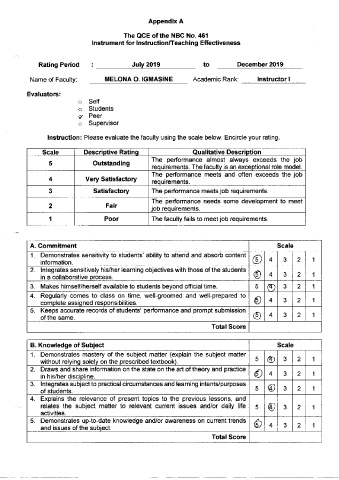 Appendix A
The QCE of the NBC No. 461
Instrument for Instruction/Teaching Effectiveness
Rating Period : July 2019 to December 2019
Name of Faculty: MELONA O. IGMASINE Academic Rank: Instructor I
Evaluators:
Self
Students
Peer
Supervisor
Instruction: Please evaluate the faculty using the scale below. Encircle your rating.
Scale Descriptive Rating Qualitative Description
5 Outstanding The performance almost always exceeds the job
requirements. The faculty is an exceptional role model.
4 Very Satisfactory The performance meets and often exceeds the job
requirements.
3 Satisfactory The performance meets job requirements.
2 Fair The performance needs some development to meet
job requirements.
1 Poor The faculty fails to meet job requirements.
A. Commitment Scale
1. Demonstrates sensitivity to students' ability to attend and absorb content
information. 5 4 3 2 1
2. Integrates sensitively his/her learning objectives with those of the students
in a collaborative process. 5 4 3 2 1
3. Makes himself/herself available to students beyond official time. 5 4 3 2 1
4. Regularly comes to class on time, well-groomed and well-prepared to
complete assigned responsibilities. 5 4 3 2 1
5. Keeps accurate records of students' performance and prompt submission
of the same. 5 4 3 2 1
Total Score
B. Knowledge of Subject Scale
1. Demonstrates mastery of the subject matter (explain the subject matter
without relying solely on the prescribed textbook). 5 4 3 2 1
2. Draws and share information on the state on the art of theory and practice
in his/her discipline. 5 4 3 2 1
3. Integrates subject to practical circumstances and learning intents/purposes
of students. 5 4 3 2 1
4. Explains the relevance of present topics to the previous lessons, and
relates the subject matter to relevant current issues and/or daily life
activities. 5 4 3 2 1
5. Demonstrates up-to-date knowledge and/or awareness on current trends
and issues of the subject. 5 4 3 2 1
Total Score